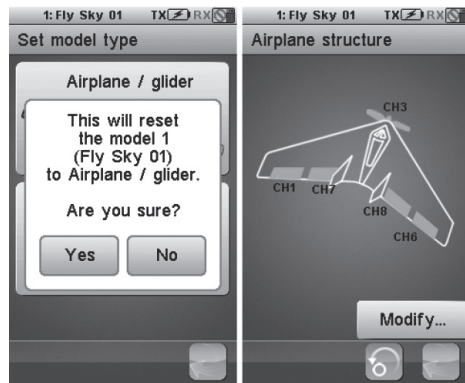 1: Fly Sky 01 TX RX
Set model type
Airplane / glider
This will reset
the model 1
(Fly Sky 01)
to Airplane / glider.
Are you sure?
Yes No
1: Fly Sky 01 TX RX
Airplane structure
CH3
CH1 CH7
CH8
CH6
Modify...